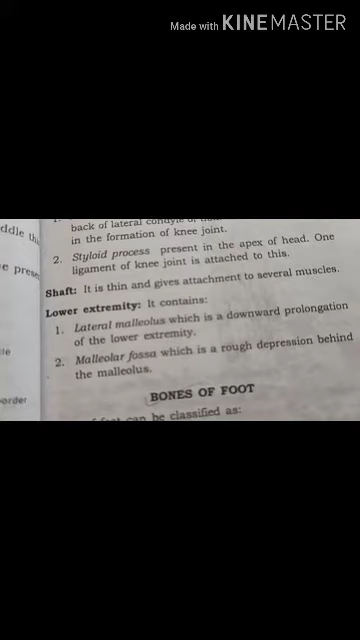 Made with KINEMASTER
back of lateral condyle of
in the formation of knee joint.
2. Styloid process present in the apex of head. One
ligament of knee joint is attached to this.
Shaft: It is thin and gives attachment to several muscles.
Lower extremity: It contains:
1. Lateral malleolus which is a downward prolongation
of the lower extremity.
2. Malleolar fossa which is a rough depression behind
the malleolus.
BONES OF FOOT
foot can be classified as: